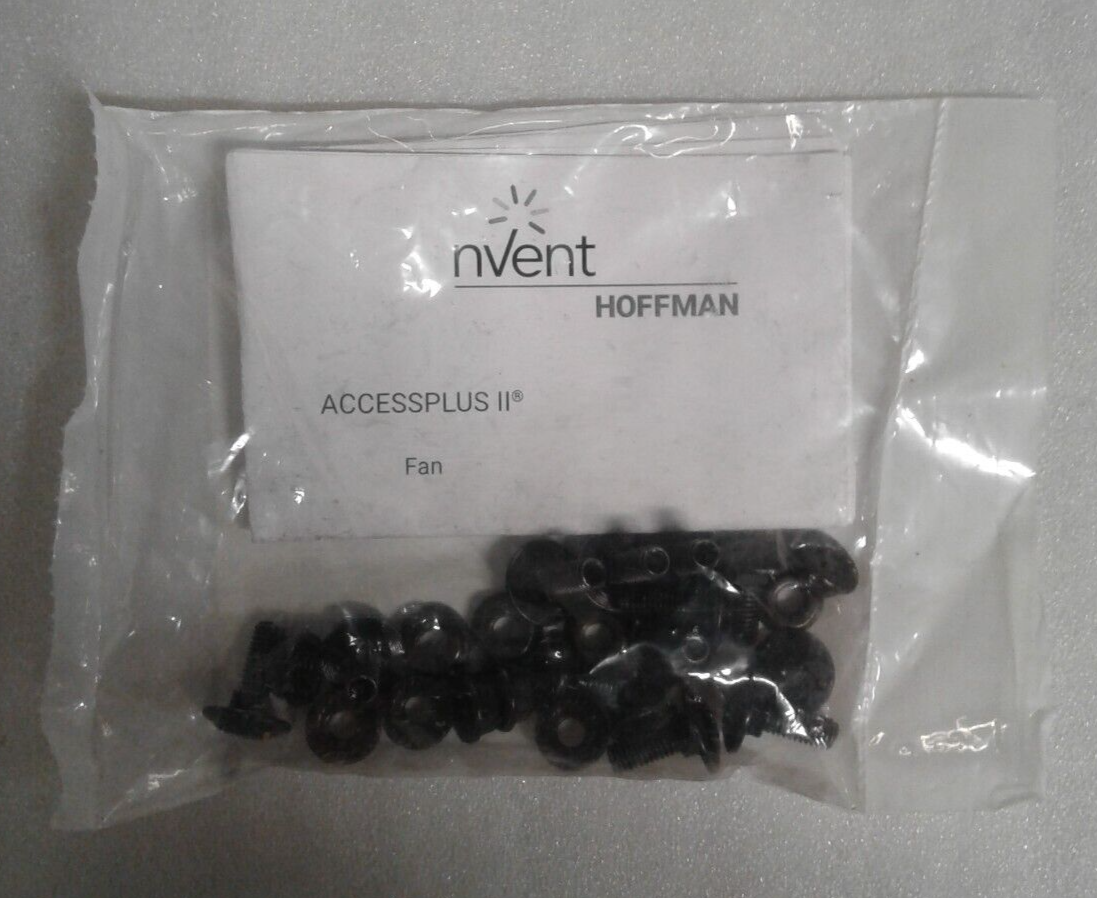 nvent
HOFFMAN
ACCESSPLUS II®
Fan